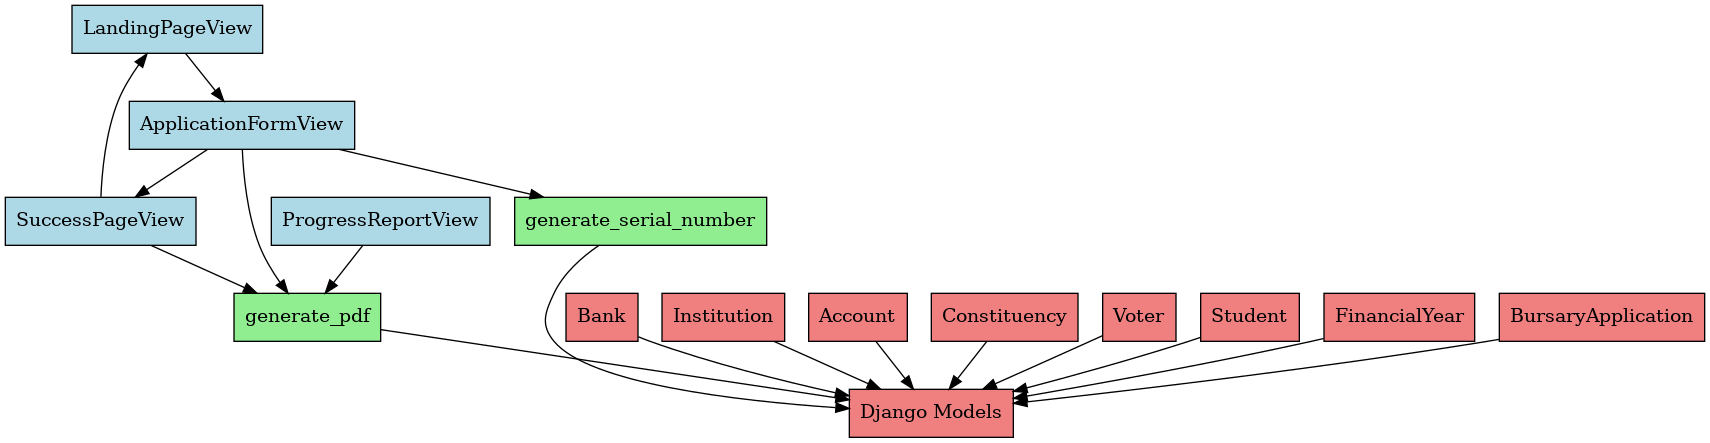 LandingPageView
ApplicationFormView
SuccessPageView
ProgressReportView
generate_serial_number
generate_pdf
Bank
Institution
Account
Constituency
Voter
Student
FinancialYear
BursaryApplication
Django Models